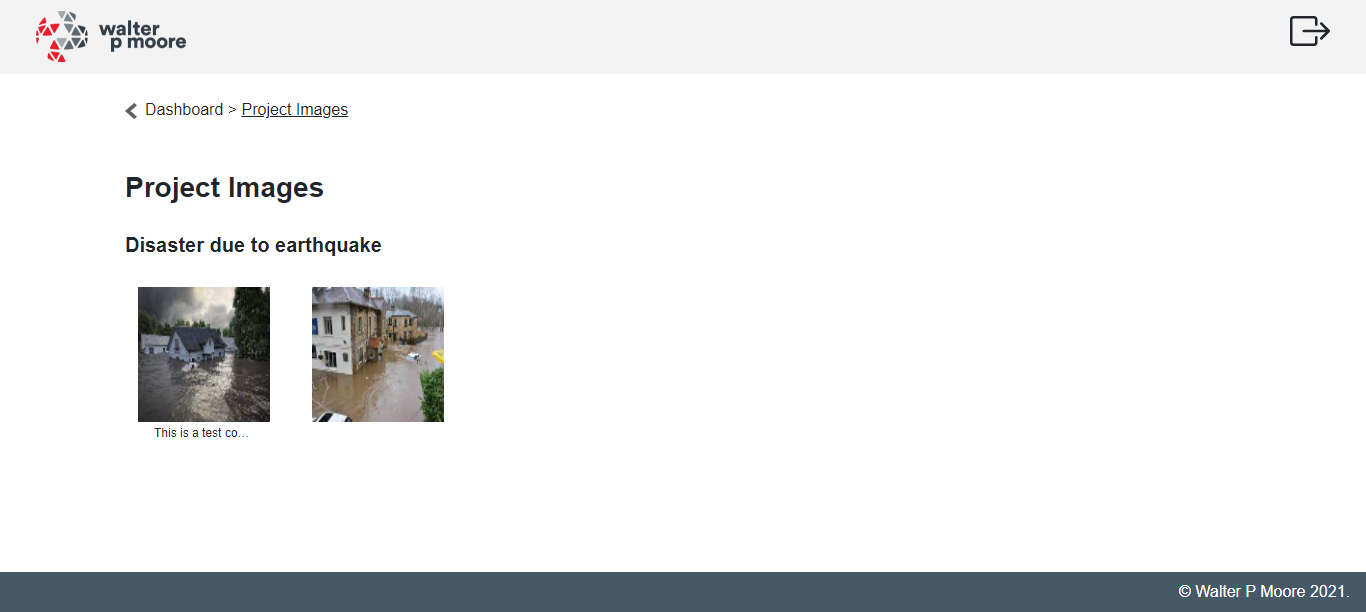 walter
p moore
Dashboard > Project Images
Project Images
Disaster due to earthquake
This is a test co...
© Walter P Moore 2021.